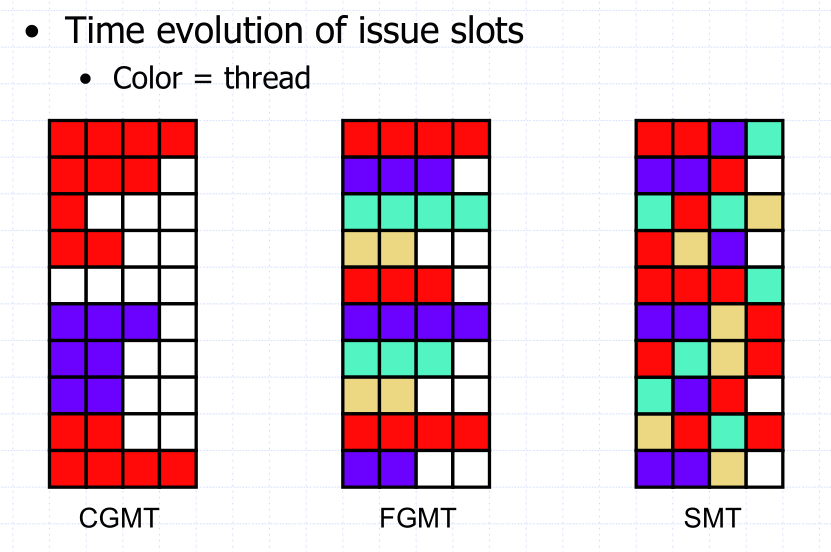 • Time evolution of issue slots
• Color = thread
CGMT FGMT SMT